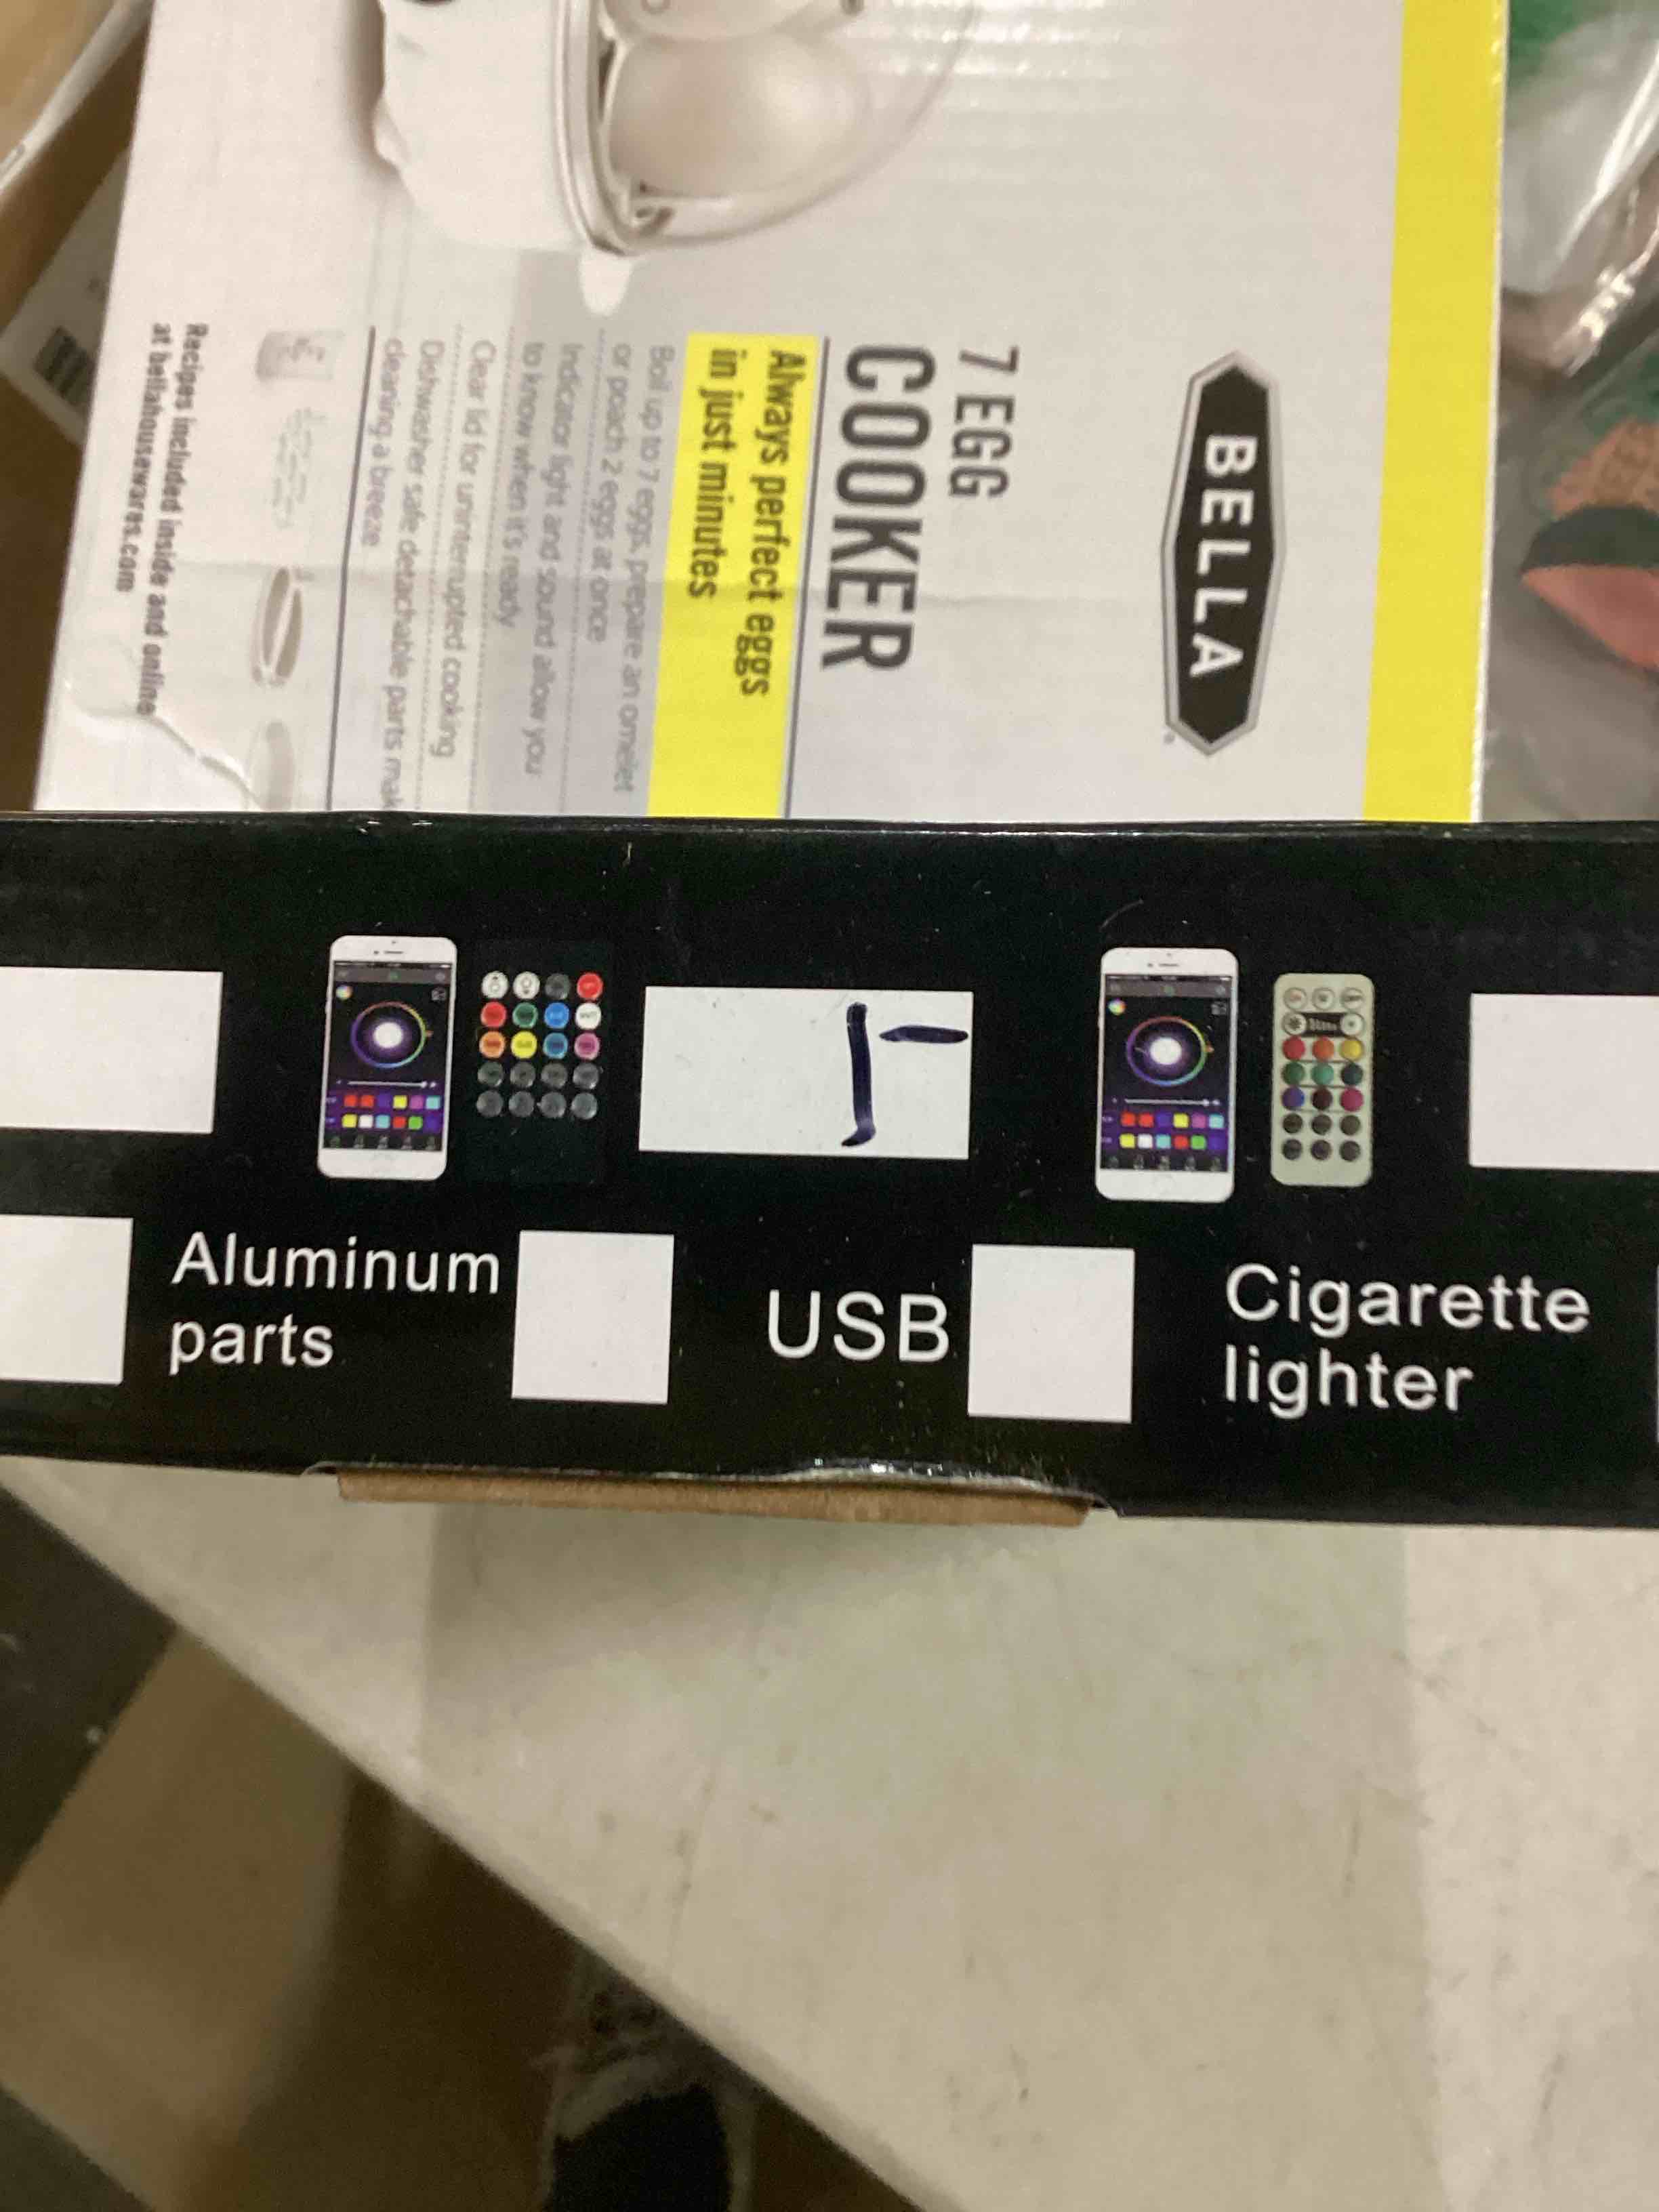 BELLA
7 EGG
COOKER
Always perfect eggs
in just minutes
Boil up to 7 eggs, prepare an omelet
or poach 2 eggs at once
Indicator light and sound allow you
to know when it's ready
Clear lid for uninterrupted cooking
Dishwasher safe detachable parts mak
cleaning a breeze
Recipes included inside and online
at bellahousewares.com
Aluminum
parts
USB
Cigarette
lighter